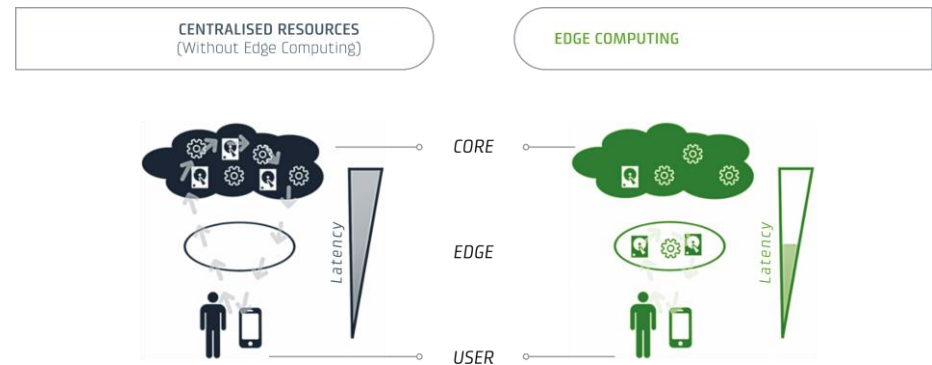 CENTRALISED RESOURCES
(Without Edge Computing)
EDGE COMPUTING
CORE
Latency
EDGE
Latency
USER